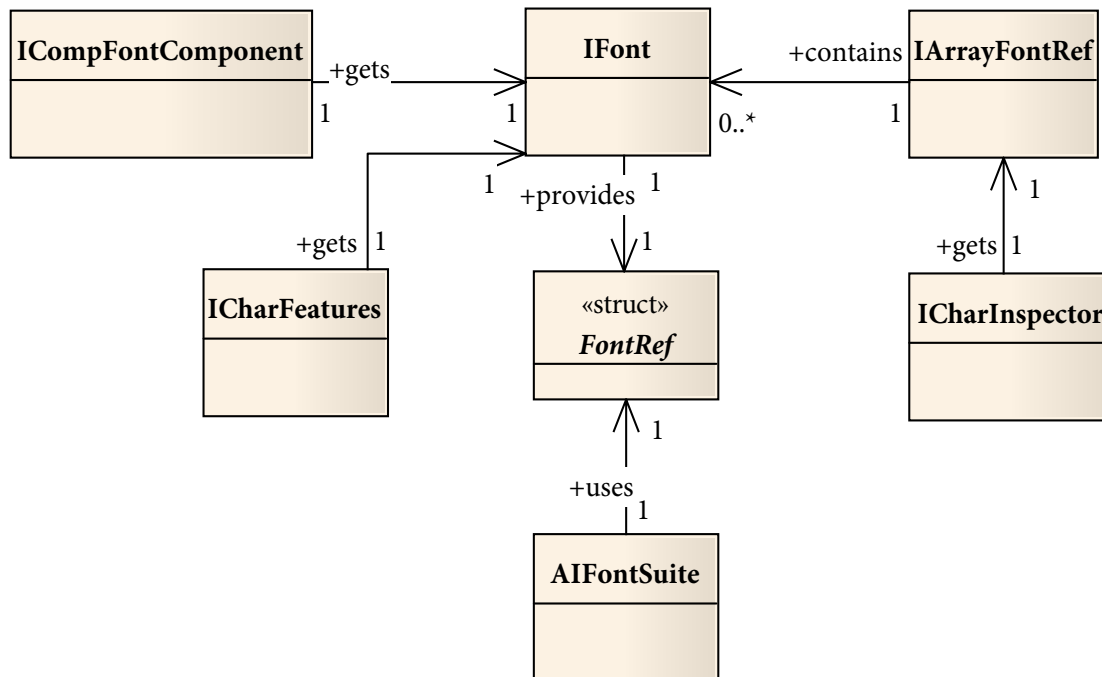 ICompFontComponent
IFont
IArrayFontRef
+gets
+contains
1
1
0..*
1
1
+provides
1
1
+gets
1
1
+gets
1
ICharFeatures
«struct»
FontRef
ICharInspector
1
+uses
1
AIFontSuite